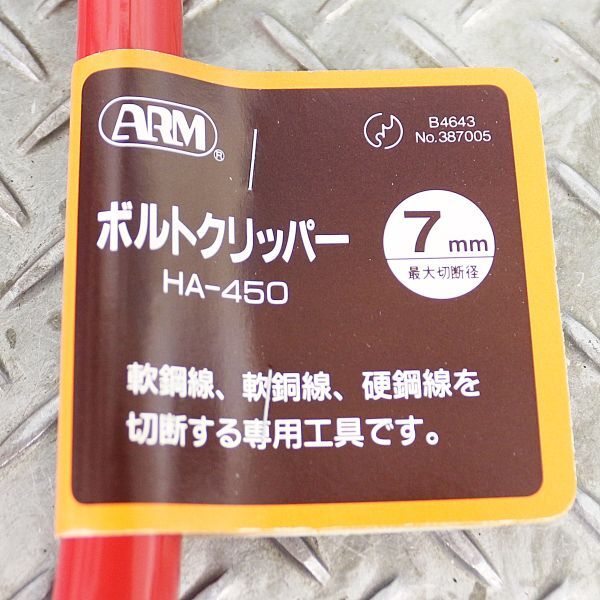 ARM®
B4643
No.387005
ボルトクリッパー
HA-450
7mm
最大切断径
軟鋼線、軟銅線、硬鋼線を
切断する専用工具です。